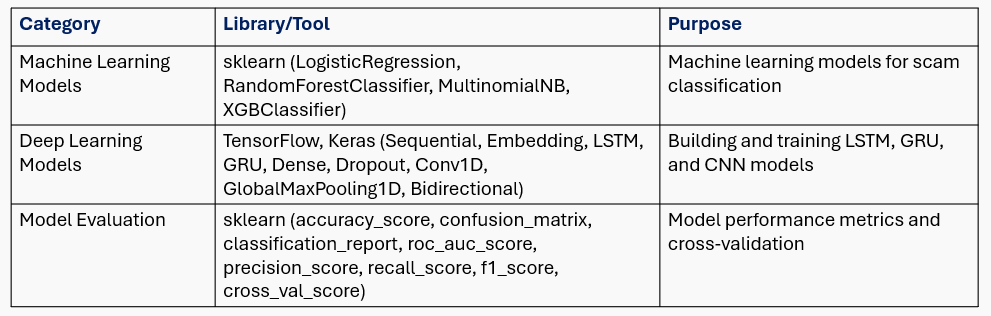 Category
Library/Tool
Purpose
Machine Learning
Models
sklearn (LogisticRegression,
RandomForestClassifier, MultinomialNB,
XGBClassifier)
Machine learning models for scam
classification
Deep Learning
Models
TensorFlow, Keras (Sequential, Embedding, LSTM,
GRU, Dense, Dropout, Conv1D,
GlobalMaxPooling1D, Bidirectional)
Building and training LSTM, GRU,
and CNN models
Model Evaluation
sklearn (accuracy_score, confusion_matrix,
classification_report, roc_auc_score,
precision_score, recall_score, f1_score,
cross_val_score)
Model performance metrics and
cross-validation